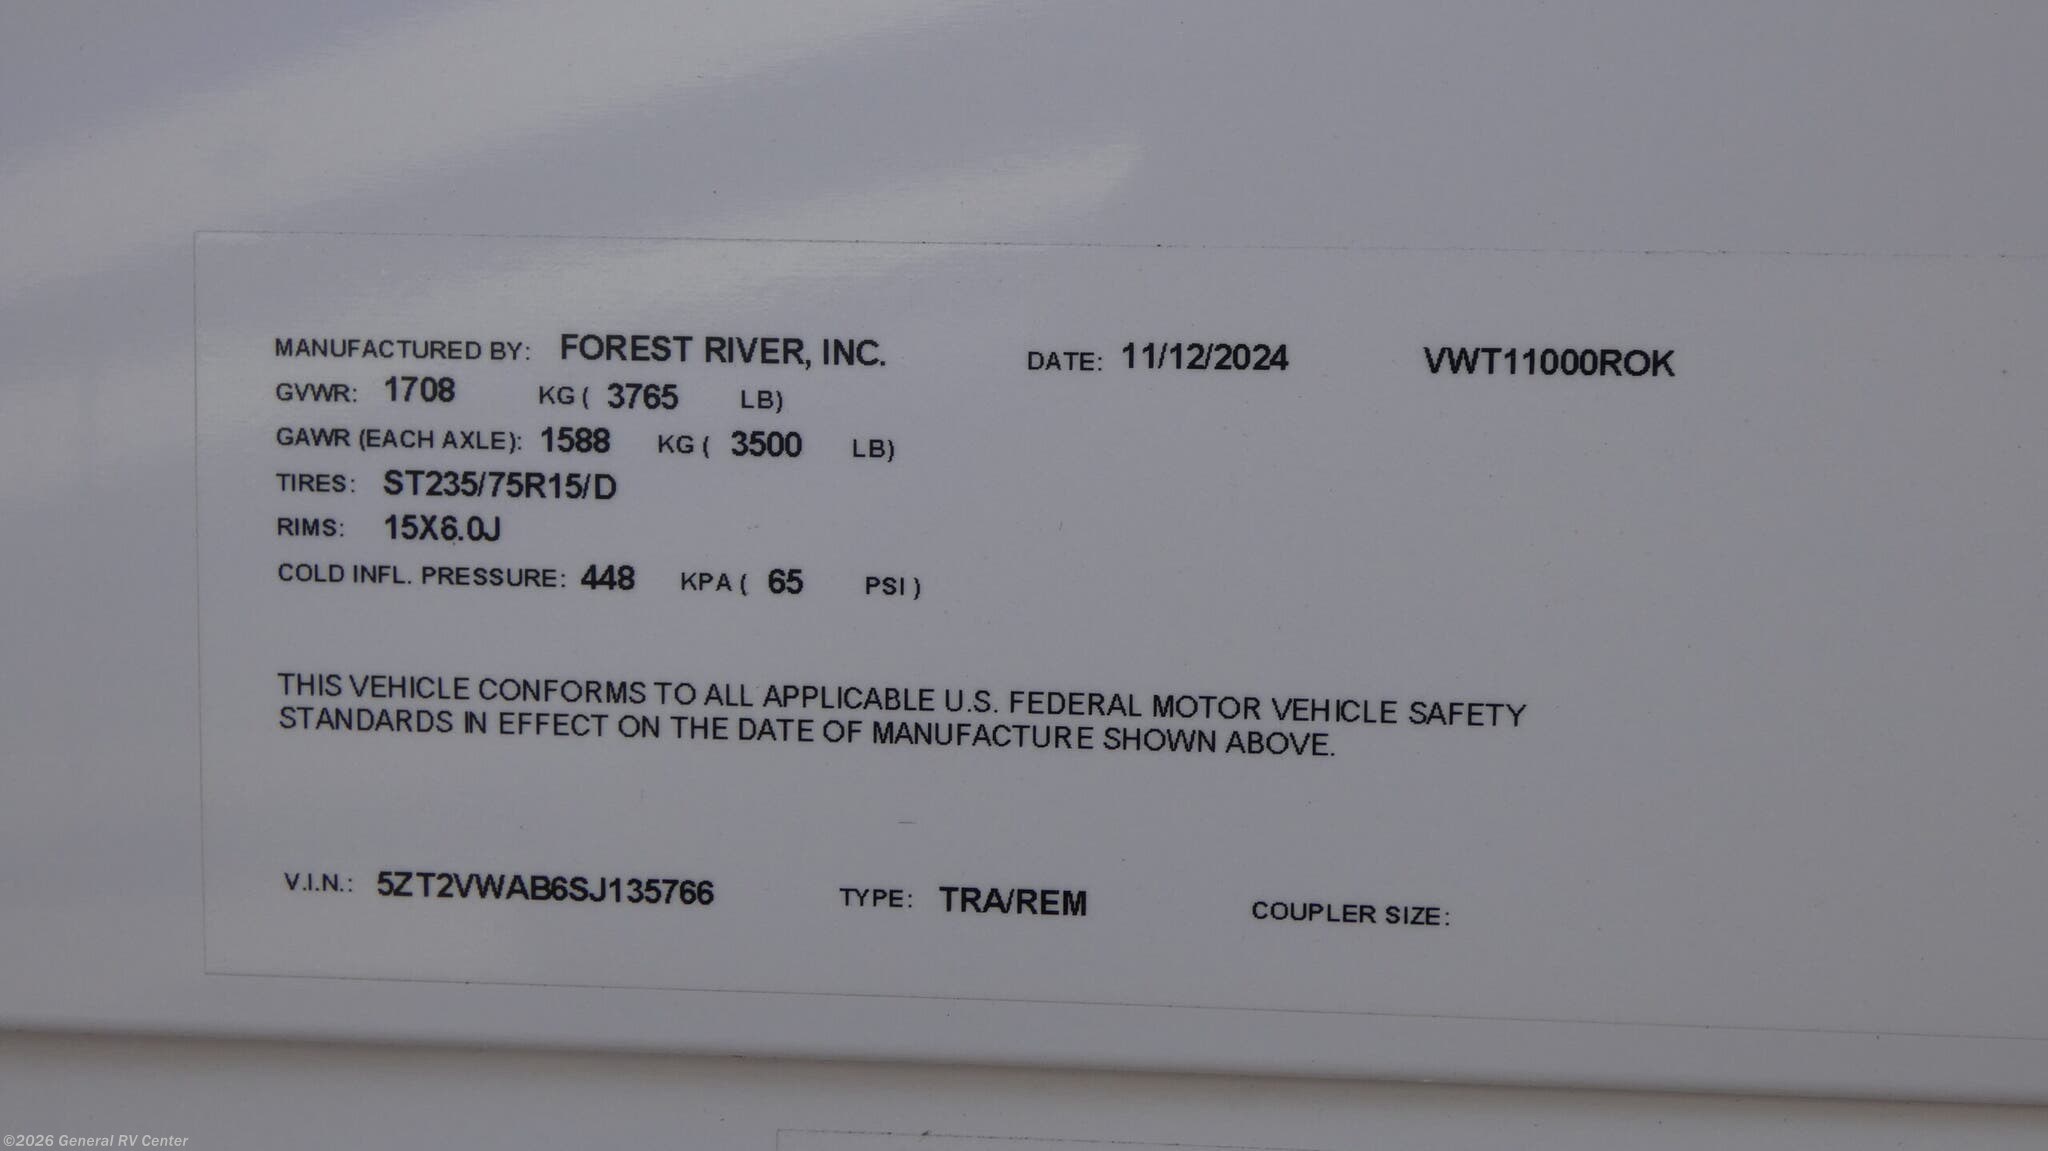 MANUFACTURED BY: FOREST RIVER, INC. DATE: 11/12/2024 VWT11000ROK
GVWR: 1708 KG ( 3765 LB)
GAWR (EACH AXLE): 1588 KG ( 3500 LB)
TIRES: ST235/75R15/D
RIMS: 15X6.0J
COLD INFL. PRESSURE: 448 KPA ( 65 PSI )
THIS VEHICLE CONFORMS TO ALL APPLICABLE U.S. FEDERAL MOTOR VEHICLE SAFETY
STANDARDS IN EFFECT ON THE DATE OF MANUFACTURE SHOWN ABOVE.
V.I.N.: 5ZT2VWAB6SJ135766 TYPE: TRA/REM COUPLER SIZE:
©2026 General RV Center